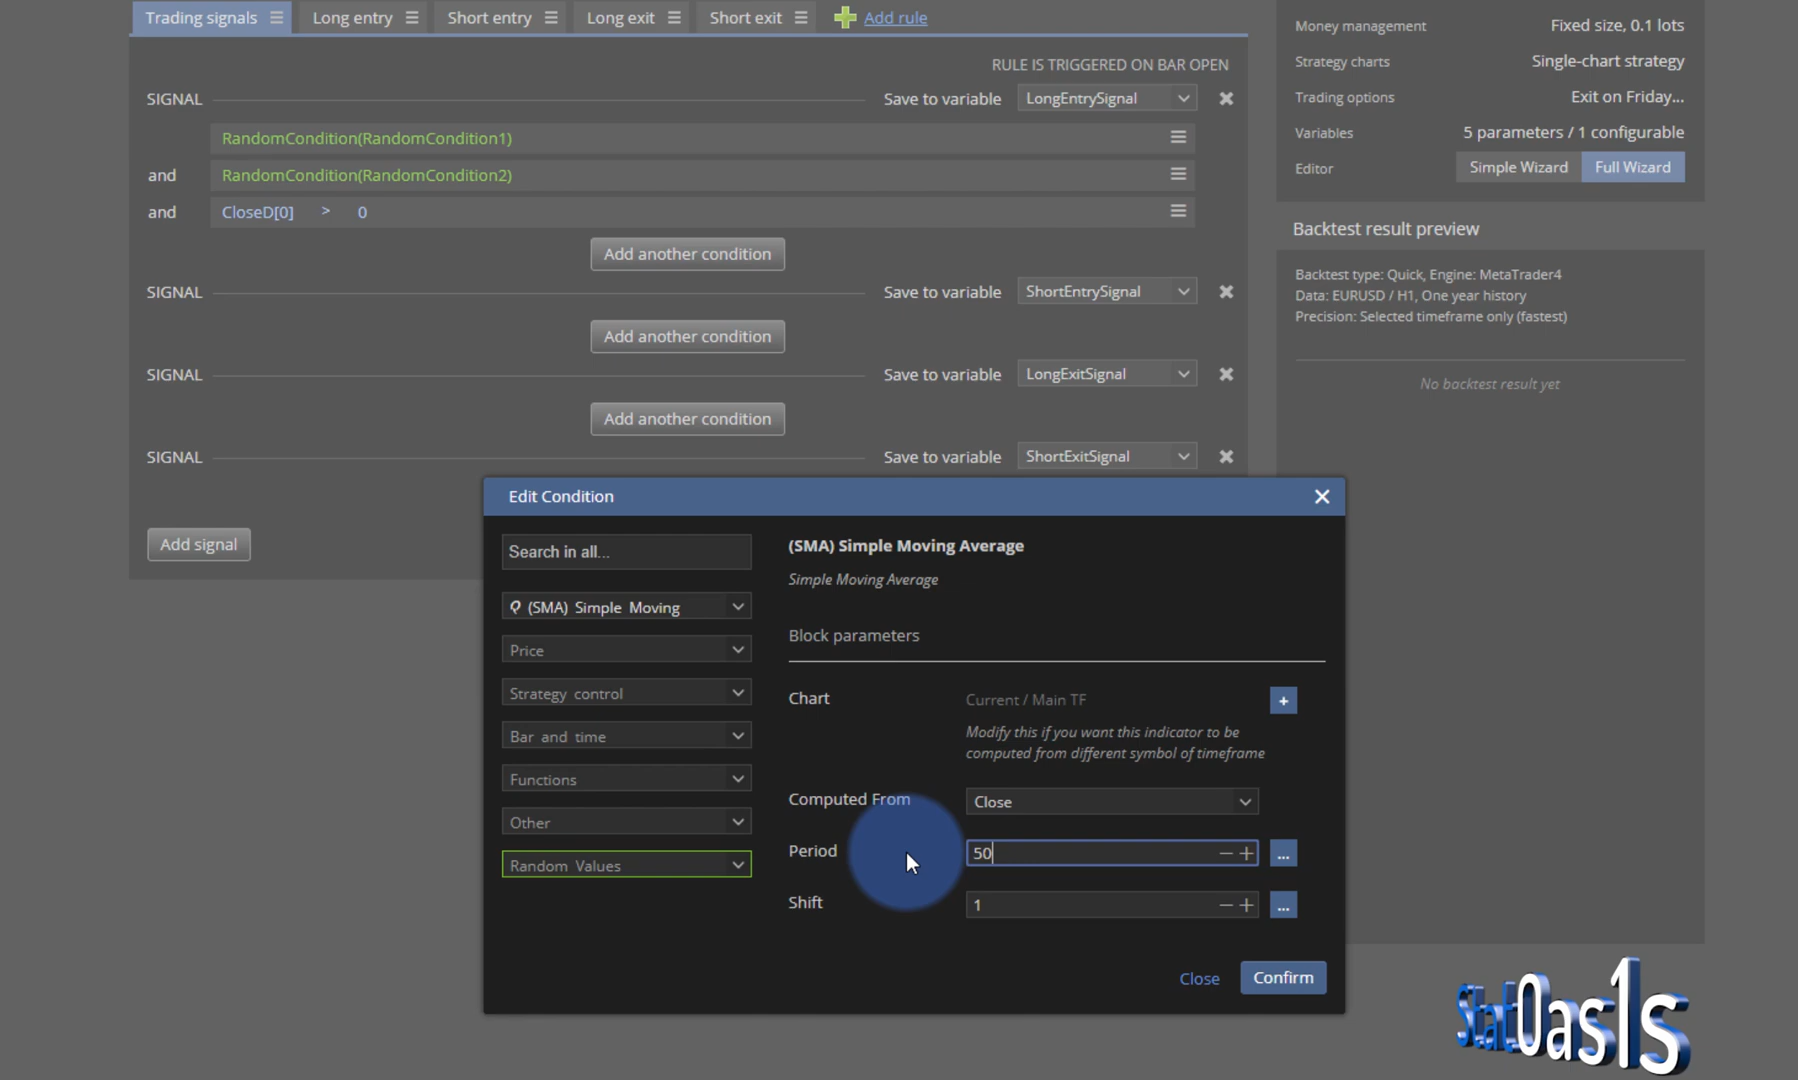 Trading signals
Long entry
Short entry
Long exit
Short exit
Add rule
RULE IS TRIGGERED ON BAR OPEN
SIGNAL
Save to variable
LongEntrySignal
RandomCondition(RandomCondition1)
and
RandomCondition(RandomCondition2)
and
CloseD[0] > 0
Add another condition
SIGNAL
Save to variable
ShortEntrySignal
Add another condition
SIGNAL
Save to variable
LongExitSignal
Add another condition
SIGNAL
Save to variable
ShortExitSignal
Add signal
Money management
Fixed size, 0.1 lots
Strategy charts
Single-chart strategy
Trading options
Exit on Friday...
Variables
5 parameters / 1 configurable
Editor
Simple Wizard
Full Wizard
Backtest result preview
Backtest type: Quick, Engine: MetaTrader4
Data: EURUSD / H1, One year history
Precision: Selected timeframe only (fastest)
No backtest result yet
Edit Condition
Search in all...
(SMA) Simple Moving
Price
Strategy control
Bar and time
Functions
Other
Random Values
(SMA) Simple Moving Average
Simple Moving Average
Block parameters
Chart
Current / Main TF
+
Modify this if you want this indicator to be
computed from different symbol of timeframe
Computed From
Close
Period
50
...
Shift
1
...
Close
Confirm
StatOas1s